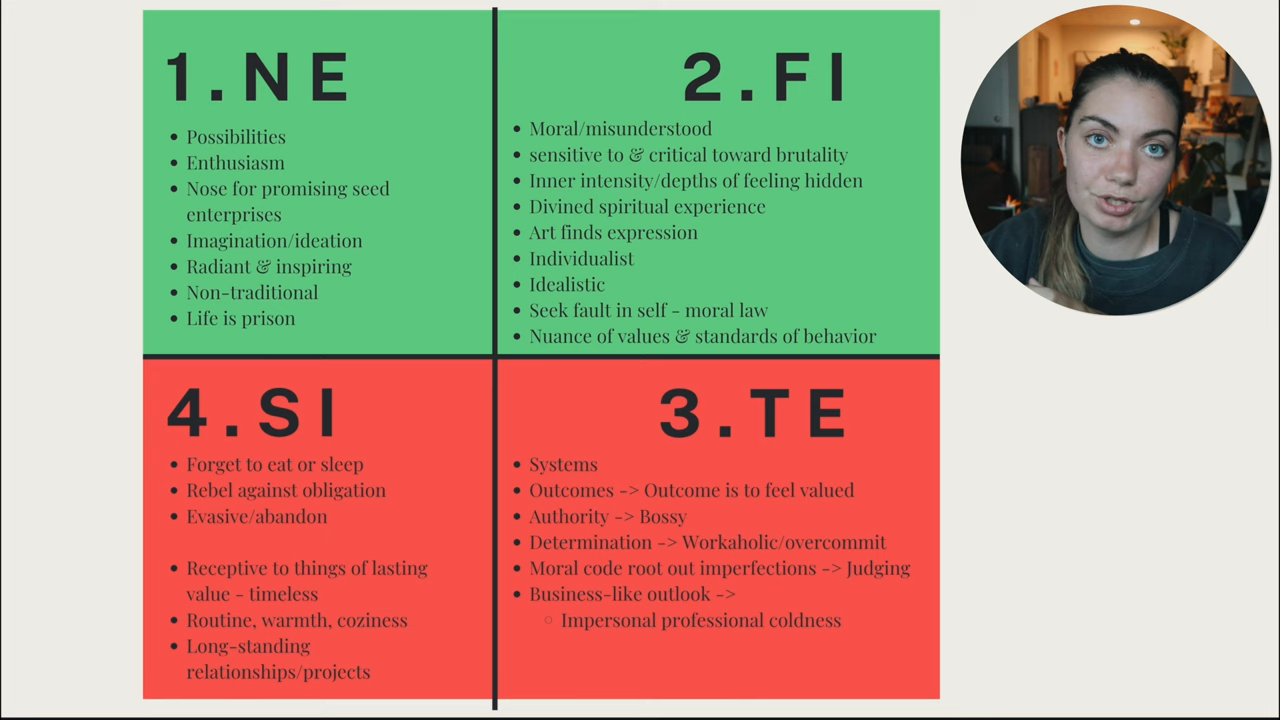 1.NE
• Possibilities
• Enthusiasm
• Nose for promising seed
enterprises
• Imagination/ideation
• Radiant & inspiring
• Non-traditional
• Life is prison
2.FI
• Moral/misunderstood
• sensitive to & critical toward brutality
• Inner intensity/depths of feeling hidden
• Divined spiritual experience
• Art finds expression
• Individualist
• Idealistic
• Seek fault in self - moral law
• Nuance of values & standards of behavior
4.SI
• Forget to eat or sleep
• Rebel against obligation
• Evasive/abandon
• Receptive to things of lasting
value - timeless
• Routine, warmth, coziness
• Long-standing
relationships/projects
3.TE
• Systems
• Outcomes -> Outcome is to feel valued
• Authority -> Bossy
• Determination -> Workaholic/overcommit
• Moral code root out imperfections -> Judging
• Business-like outlook ->
○ Impersonal professional coldness